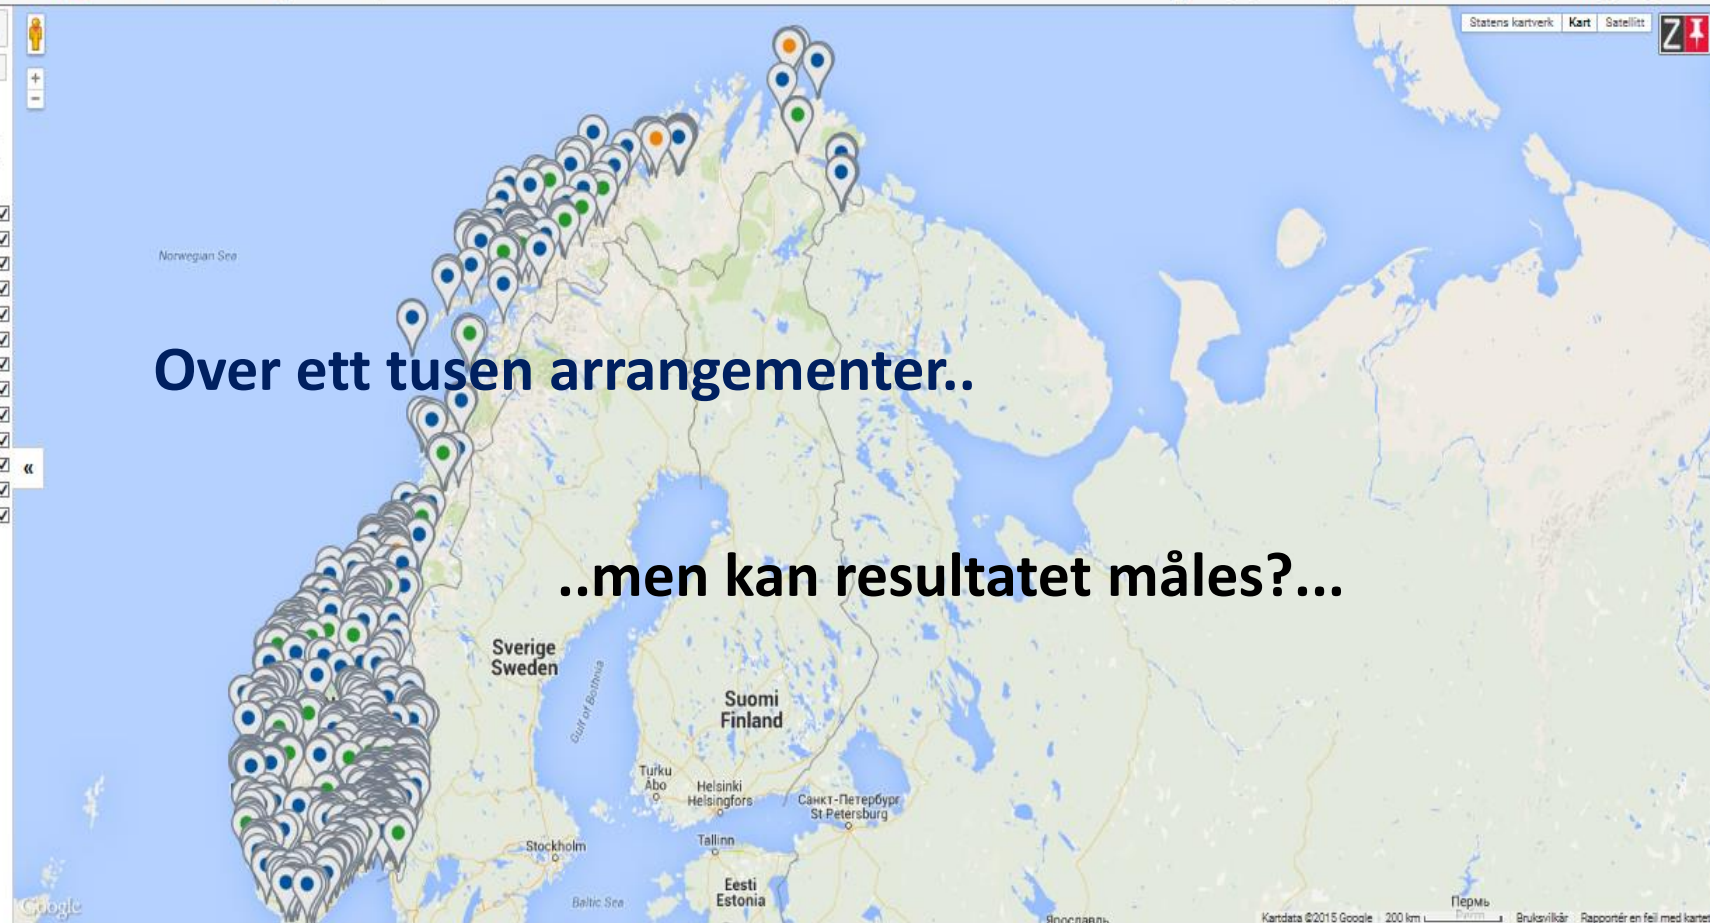 Statens kartverk Kart Satellitt
Z
+
-
Norwegian Sea
Over ett tusen arrangementer..
«
..men kan resultatet måles?...
Sverige
Sweden
Gulf of Bothnia
Suomi
Finland
Turku
Åbo
Helsinki
Helsingfors
Санкт-Петербург
St Petersburg
Stockholm
Tallinn
Eesti
Estonia
Baltic Sea
Пермь
Perm
Google
Kartdata ©2015 Google 200 km Bruksvilkår Rapportér en feil med kartet